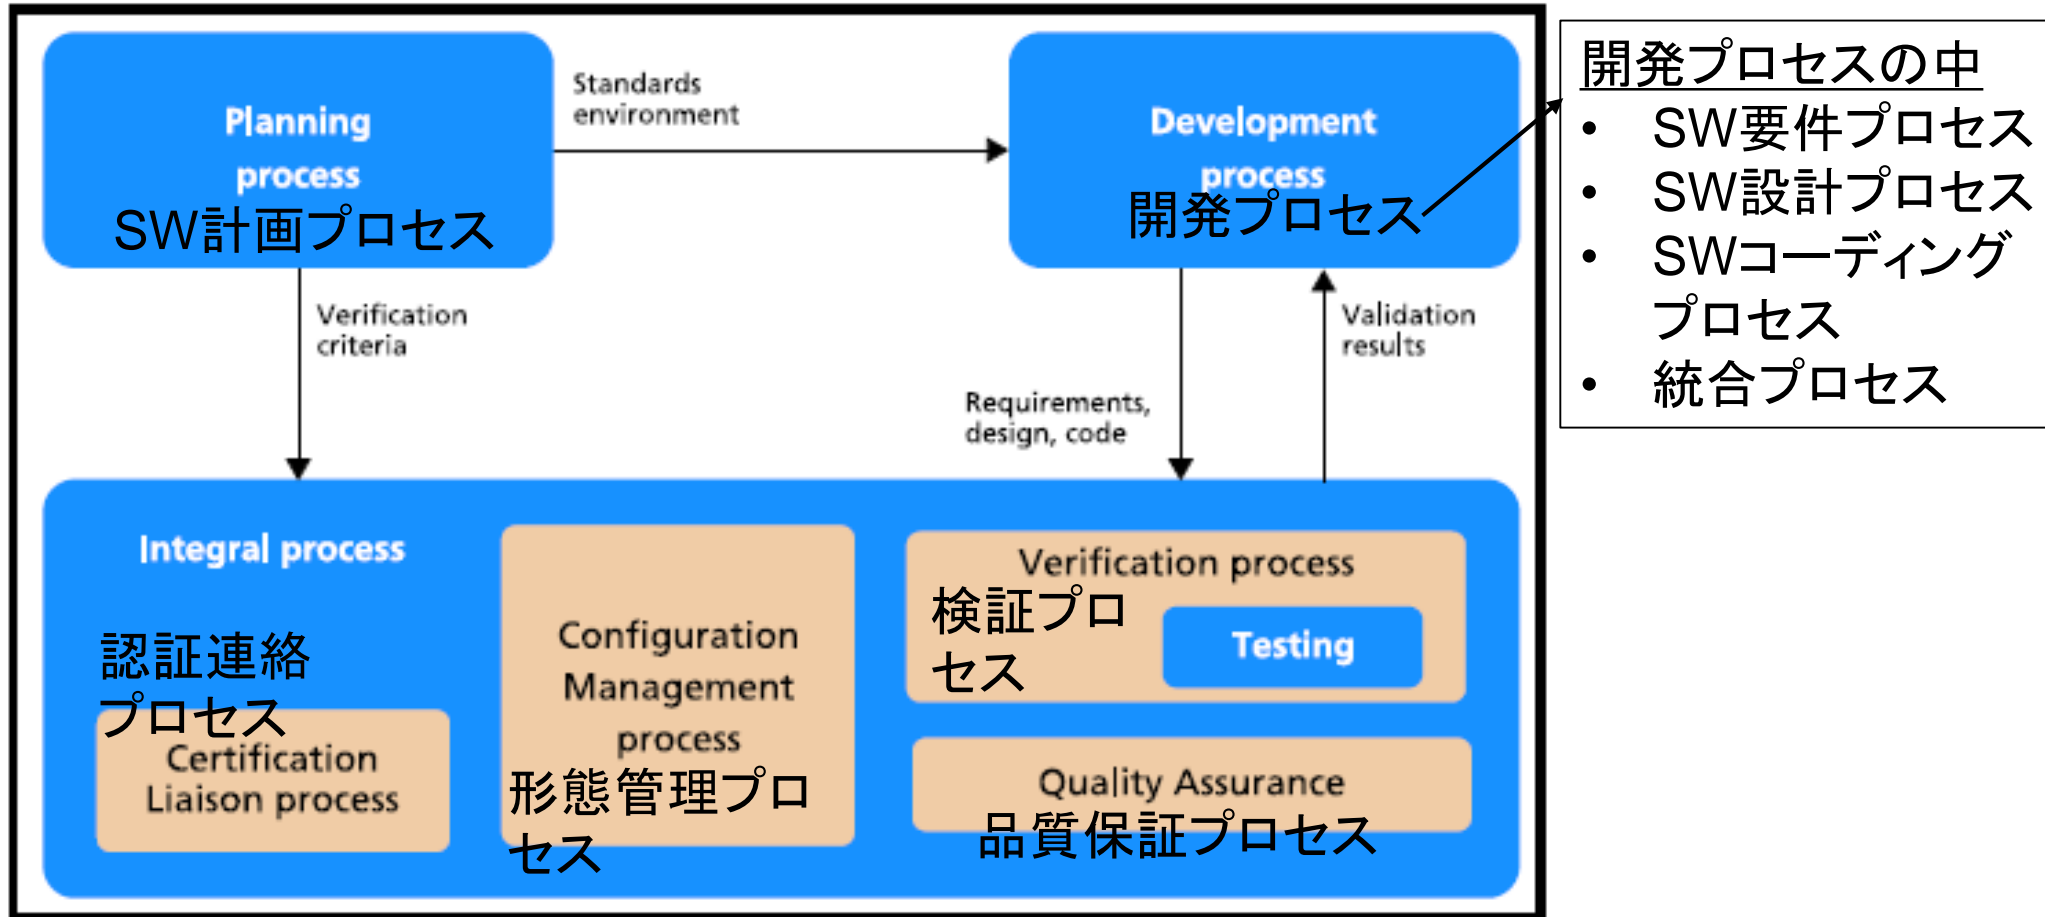 Planning
process
SW計画プロセス
Standards
environment
Development
process
開発プロセス
開発プロセスの中
• SW要件プロセス
• SW設計プロセス
• SWコーディング
プロセス
• 統合プロセス
Verification
criteria
Requirements,
design, code
Validation
results
Integral process
認証連絡
プロセス
Certification
Liaison process
Configuration
Management
process
形態管理プロ
セス
Verification process
検証プロ
セス
Testing
Quality Assurance
品質保証プロセス